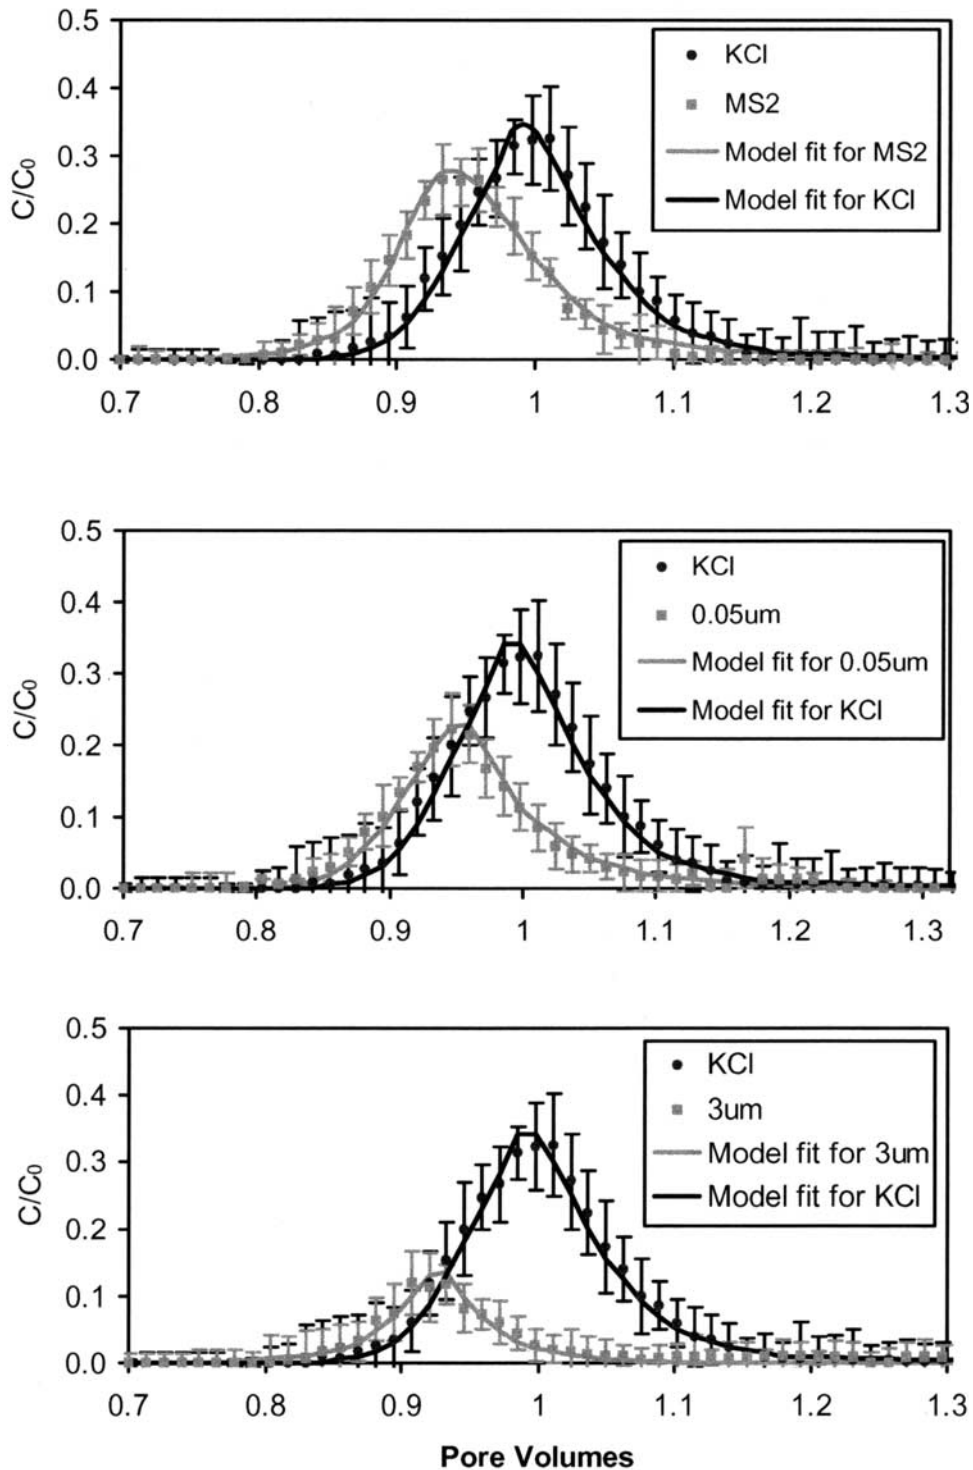 0.5
0.4
0.3
0.2
0.1
0.0
C/C₀
KCl
MS2
Model fit for MS2
Model fit for KCl
0.7 0.8 0.9 1 1.1 1.2 1.3
0.5
0.4
0.3
0.2
0.1
0.0
C/C₀
KCl
0.05um
Model fit for 0.05um
Model fit for KCl
0.7 0.8 0.9 1 1.1 1.2 1.3
0.5
0.4
0.3
0.2
0.1
0.0
C/C₀
KCl
3um
Model fit for 3um
Model fit for KCl
0.7 0.8 0.9 1 1.1 1.2 1.3
Pore Volumes